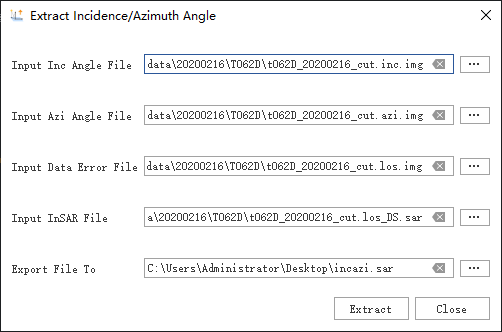 Extract Incidence/Azimuth Angle
Input Inc Angle File data\20200216\T062D\t062D_20200216_cut.inc.img ...
Input Azi Angle File data\20200216\T062D\t062D_20200216_cut.azi.img ...
Input Data Error File data\20200216\T062D\t062D_20200216_cut.los.img ...
Input InSAR File a\20200216\T062D\t062D_20200216_cut.los_DS.sar ...
Export File To C:\Users\Administrator\Desktop\incazi.sar ...
Extract Close